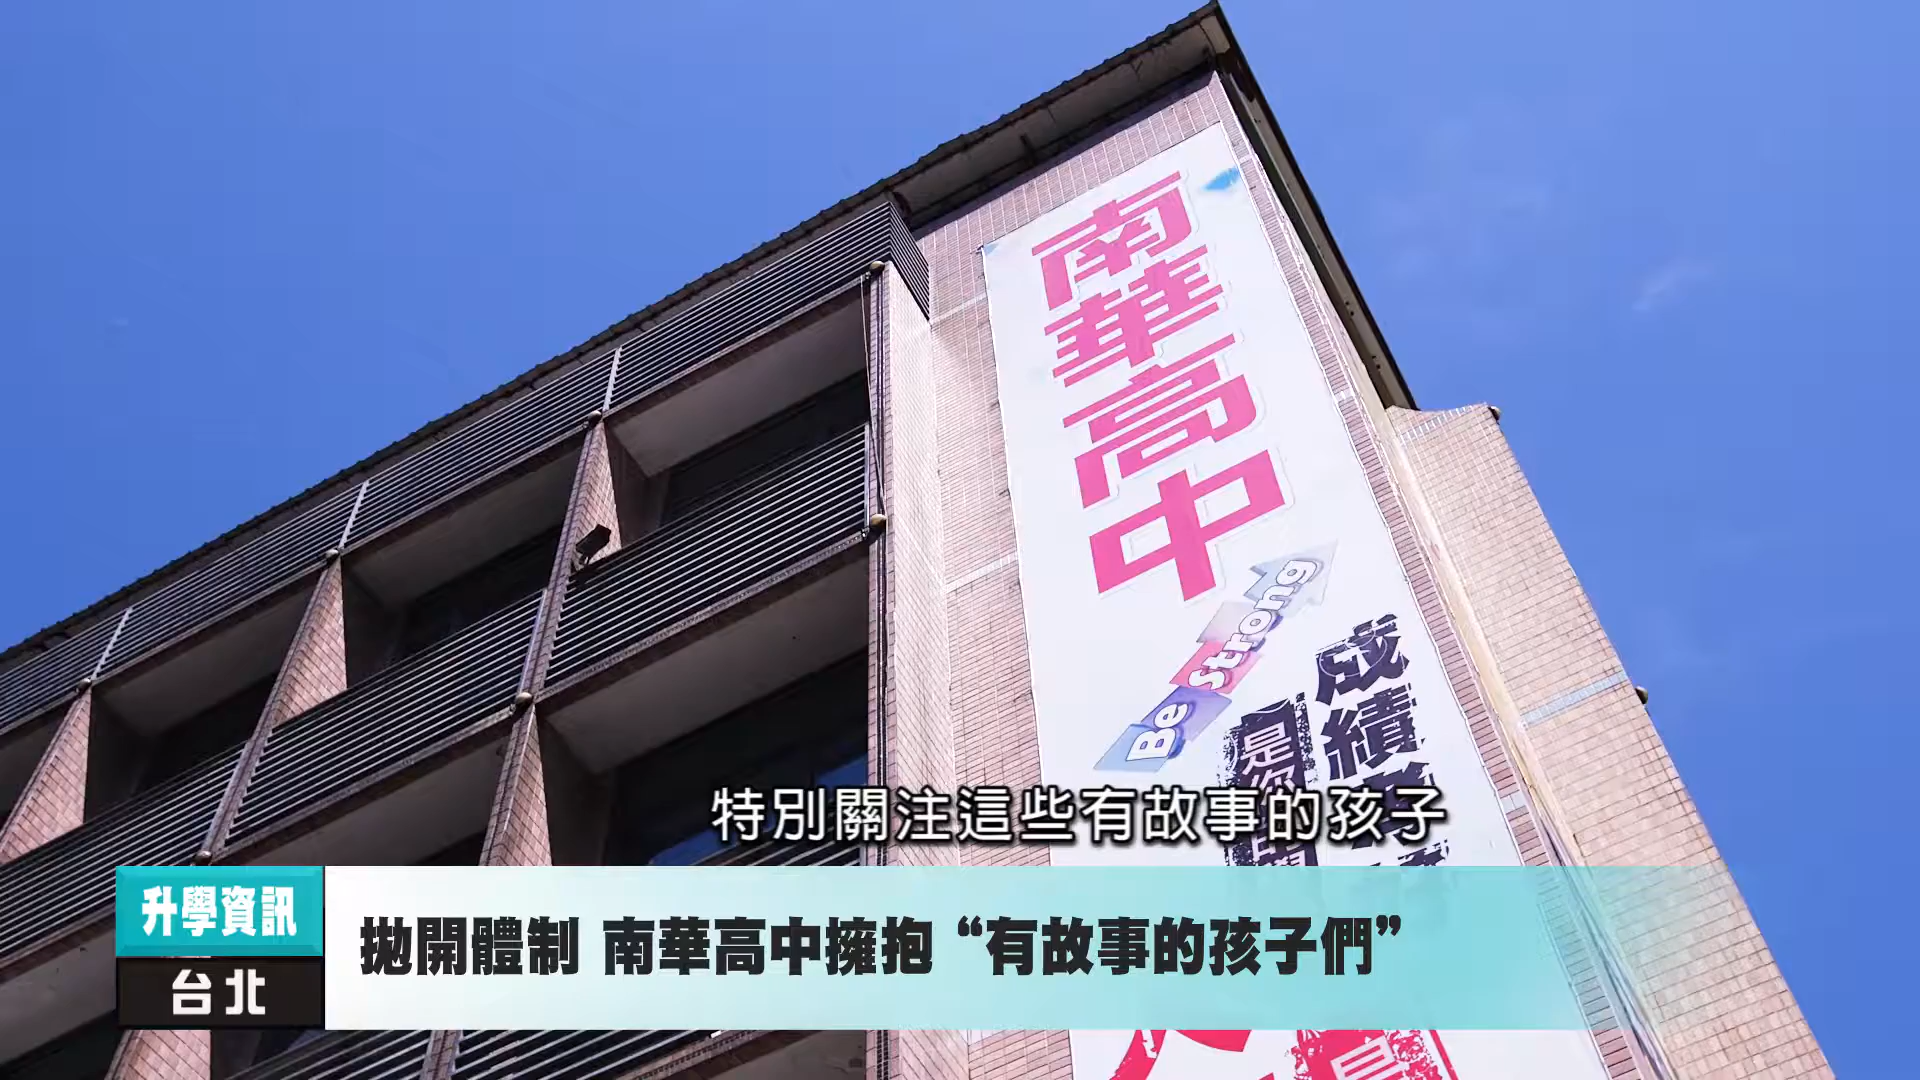 南華高中
Be Strong
成績
是你
特別關注這些有故事的孩子
升學資訊
台北
拋開體制 南華高中擁抱“有故事的孩子們”